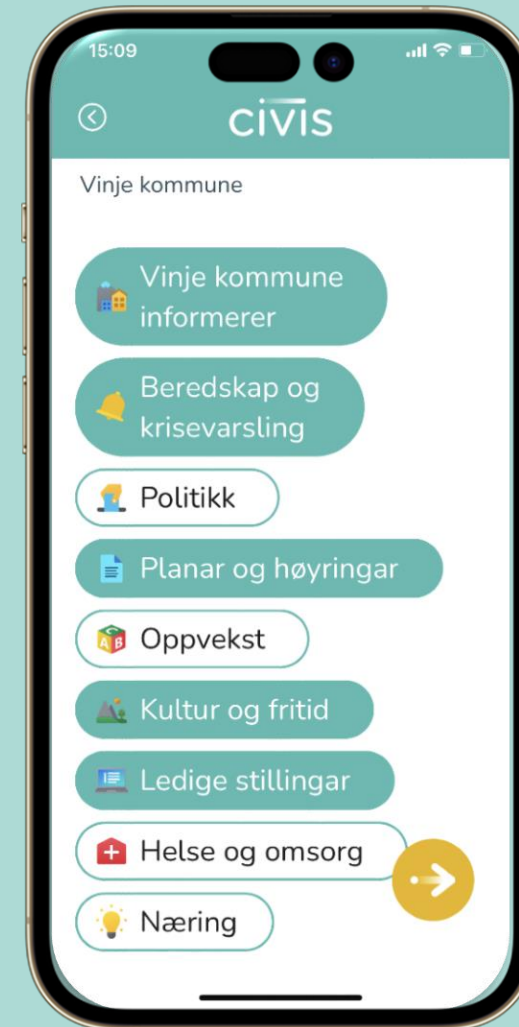 15:09
civis
Vinje kommune
Vinje kommune
informerer
Beredskap og
krisevarsling
Politikk
Planar og høyringar
Oppvekst
Kultur og fritid
Ledige stillingar
Helse og omsorg
Næring